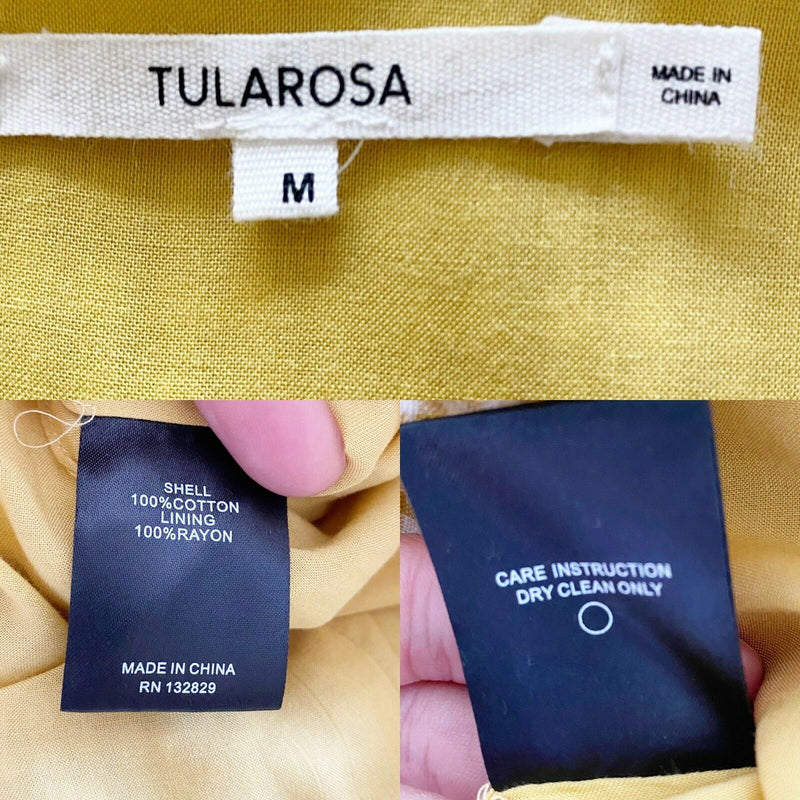 TULAROSA
MADE IN
CHINA
M
SHELL
100%COTTON
LINING
100%RAYON
MADE IN CHINA
RN 132829
CARE INSTRUCTION
DRY CLEAN ONLY